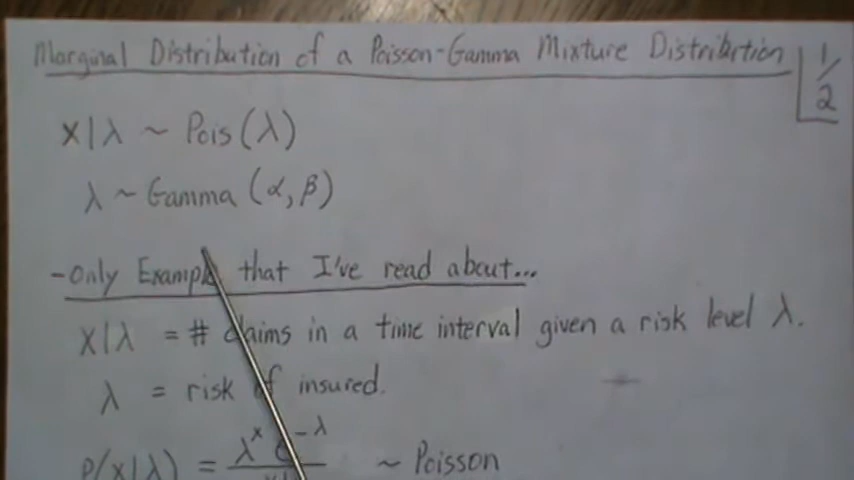 Marginal Distribution of a Poisson-Gamma Mixture Distribution 1/2
X|λ ~ Pois(λ)
λ ~ Gamma (α, β)
-Only Example that I've read about...
X|λ = # claims in a time interval given a risk level λ.
λ = risk of insured.
P(X|λ) = λ^x e^-λ / x! ~ Poisson